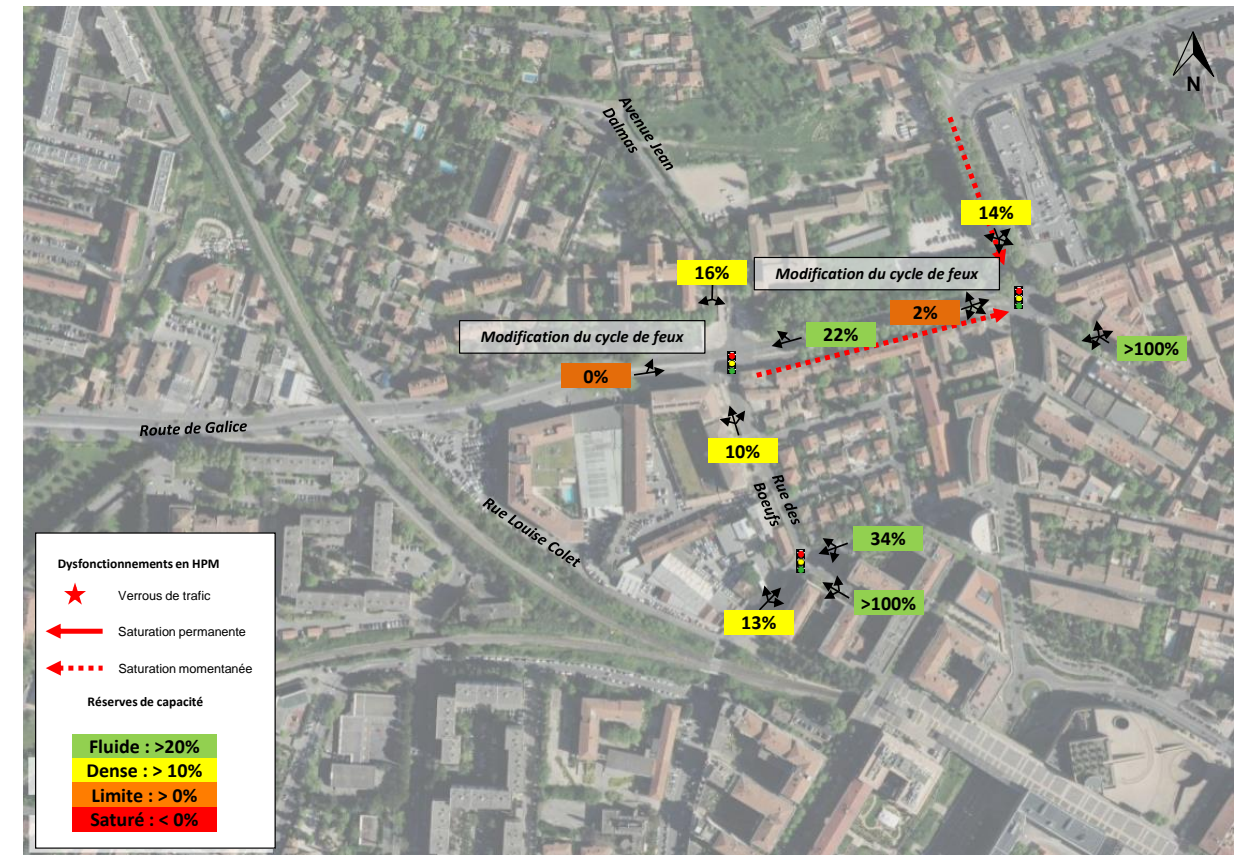 N
Avenue Jean
Dalmas
14%
16%
Modification du cycle de feux
2%
Modification du cycle de feux
22%
>100%
0%
Route de Galice
10%
Rue des
Boeufs
Rue Louise Colet
34%
>100%
13%
Dysfonctionnements en HPM
Verrous de trafic
Saturation permanente
Saturation momentanée
Réserves de capacité
Fluide : >20%
Dense : > 10%
Limite : > 0%
Saturé : < 0%